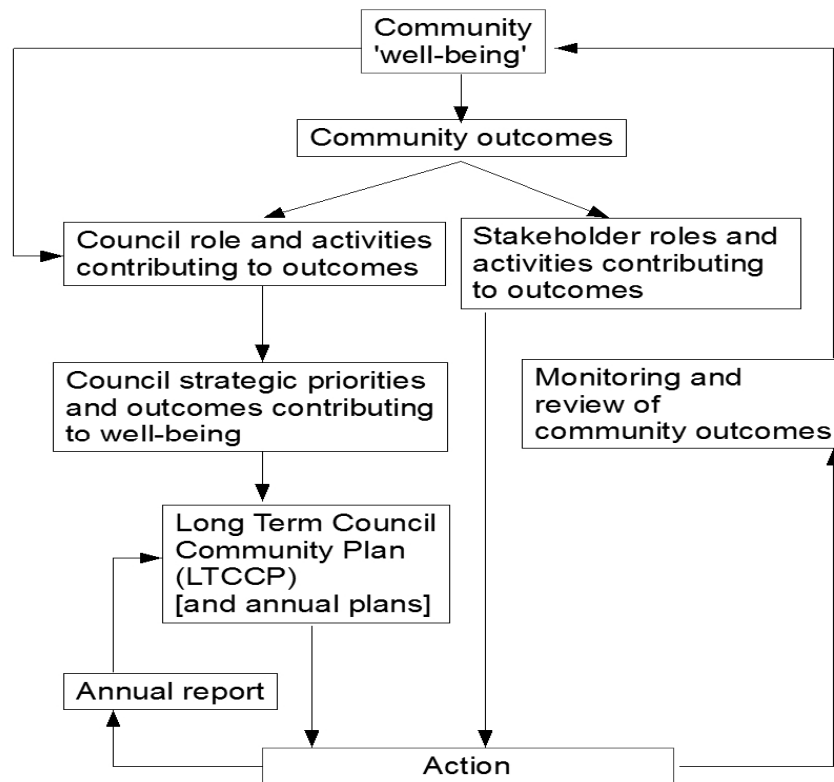 Community
'well-being'
Community outcomes
Council role and activities
contributing to outcomes
Stakeholder roles and
activities contributing
to outcomes
Council strategic priorities
and outcomes contributing
to well-being
Monitoring and
review of
community outcomes
Long Term Council
Community Plan
(LTCCP)
[and annual plans]
Annual report
Action